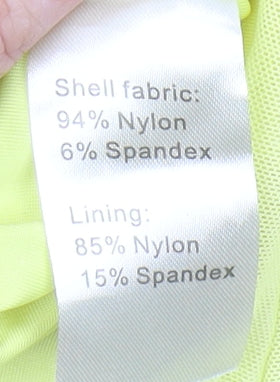 Shell fabric:
94% Nylon
6% Spandex
Lining:
85% Nylon
15% Spandex